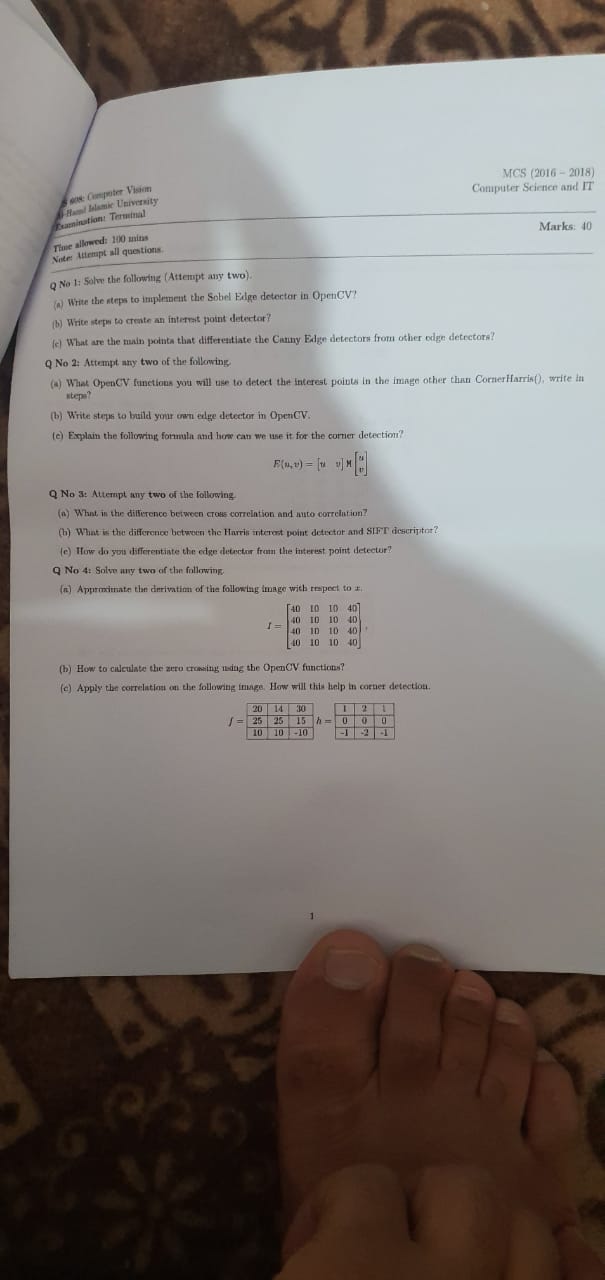 608: Computer Vision
Islamic University
Examination: Terminal
MCS (2016 – 2018)
Computer Science and IT
Time allowed: 100 mins
Note: Attempt all questions.
Marks: 40
Q No 1: Solve the following (Attempt any two).
(a) Write the steps to implement the Sobel Edge detector in OpenCV?
(b) Write steps to create an interest point detector?
(c) What are the main points that differentiate the Canny Edge detectors from other edge detectors?
Q No 2: Attempt any two of the following.
(a) What OpenCV functions you will use to detect the interest points in the image other than CornerHarris(), write in
steps?
(b) Write steps to build your own edge detector in OpenCV.
(c) Explain the following formula and how can we use it for the corner detection?
E(u, v) = [u v] M [u
v]
Q No 3: Attempt any two of the following.
(a) What is the difference between cross correlation and auto correlation?
(b) What is the difference between the Harris interest point detector and SIFT descriptor?
(c) How do you differentiate the edge detector from the interest point detector?
Q No 4: Solve any two of the following.
(a) Approximate the derivation of the following image with respect to x.
40 10 10 40
40 10 10 40
I =
40 10 10 40
40 10 10 40
(b) How to calculate the zero crossing using the OpenCV functions?
(c) Apply the correlation on the following image. How will this help in corner detection.
20 14 30 1 2 1
f = 25 25 15 h = 0 0 0
10 10 -10 -1 -2 -1
1